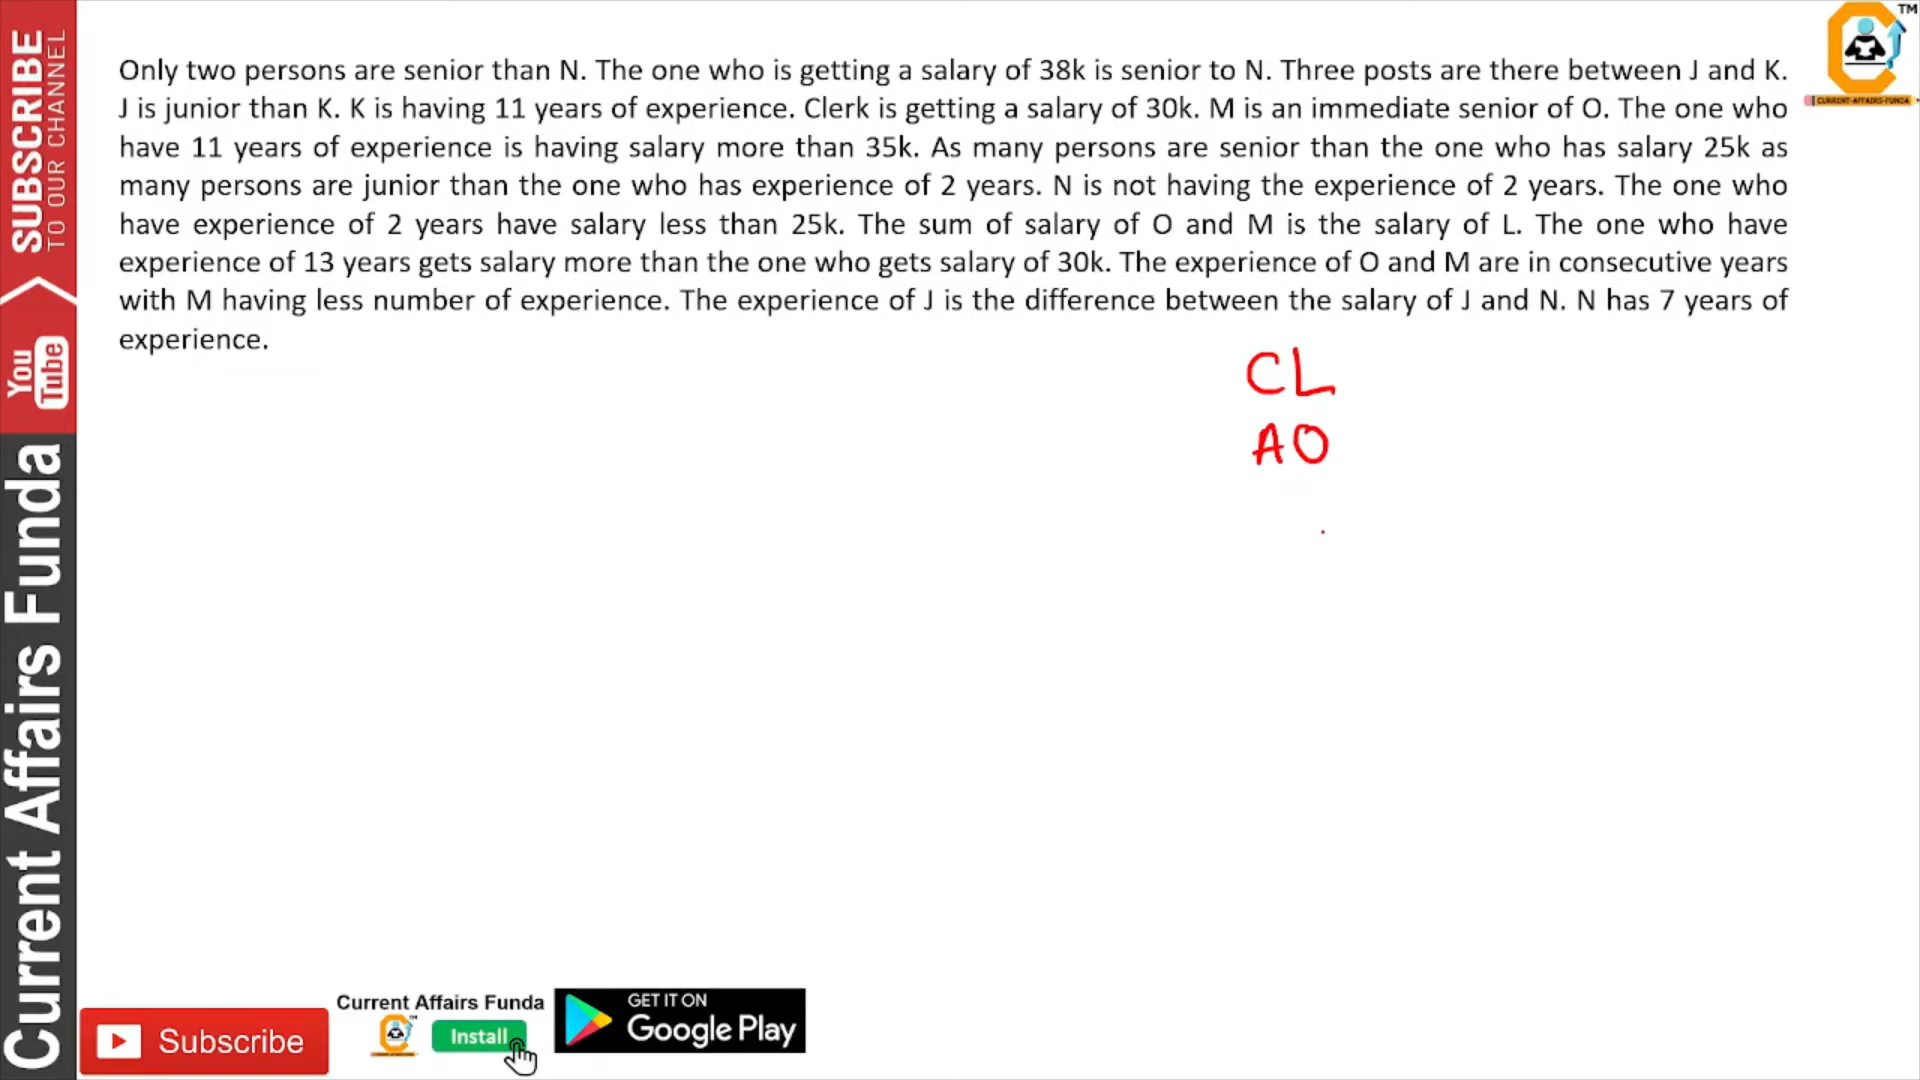 SUBSCRIBE
TO OUR CHANNEL
You
Tube
Current Affairs Funda
TM
CURRENT-AFFAIRS-FUNDA
Only two persons are senior than N. The one who is getting a salary of 38k is senior to N. Three posts are there between J and K.
J is junior than K. K is having 11 years of experience. Clerk is getting a salary of 30k. M is an immediate senior of O. The one who
have 11 years of experience is having salary more than 35k. As many persons are senior than the one who has salary 25k as
many persons are junior than the one who has experience of 2 years. N is not having the experience of 2 years. The one who
have experience of 2 years have salary less than 25k. The sum of salary of O and M is the salary of L. The one who have
experience of 13 years gets salary more than the one who gets salary of 30k. The experience of O and M are in consecutive years
with M having less number of experience. The experience of J is the difference between the salary of J and N. N has 7 years of
experience.
CL
AO
Subscribe
Current Affairs Funda
Install
GET IT ON
Google Play